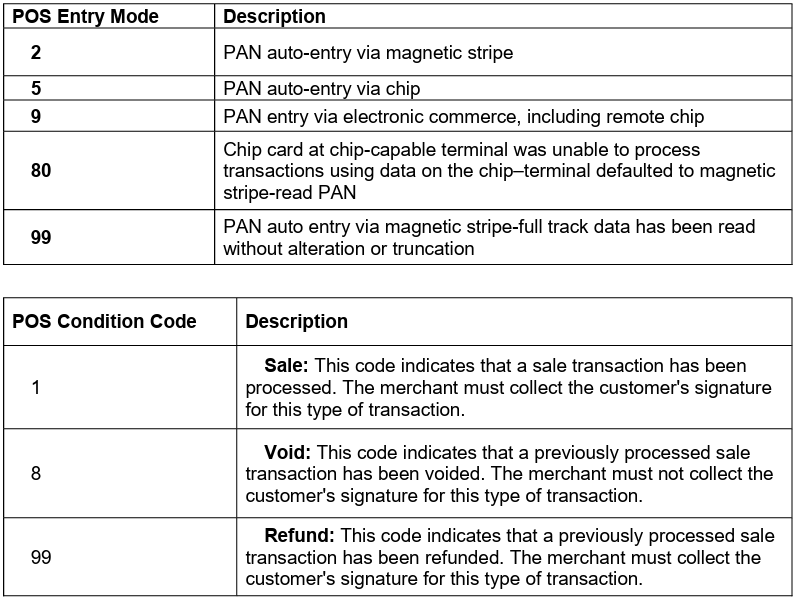 POS Entry Mode Description
2 PAN auto-entry via magnetic stripe
5 PAN auto-entry via chip
9 PAN entry via electronic commerce, including remote chip
Chip card at chip-capable terminal was unable to process
80 transactions using data on the chip–terminal defaulted to magnetic
stripe-read PAN
PAN auto entry via magnetic stripe-full track data has been read
99
without alteration or truncation
POS Condition Code Description
Sale: This code indicates that a sale transaction has been
1 processed. The merchant must collect the customer's signature
for this type of transaction.
Void: This code indicates that a previously processed sale
8 transaction has been voided. The merchant must not collect the
customer's signature for this type of transaction.
Refund: This code indicates that a previously processed sale
99 transaction has been refunded. The merchant must collect the
customer's signature for this type of transaction.